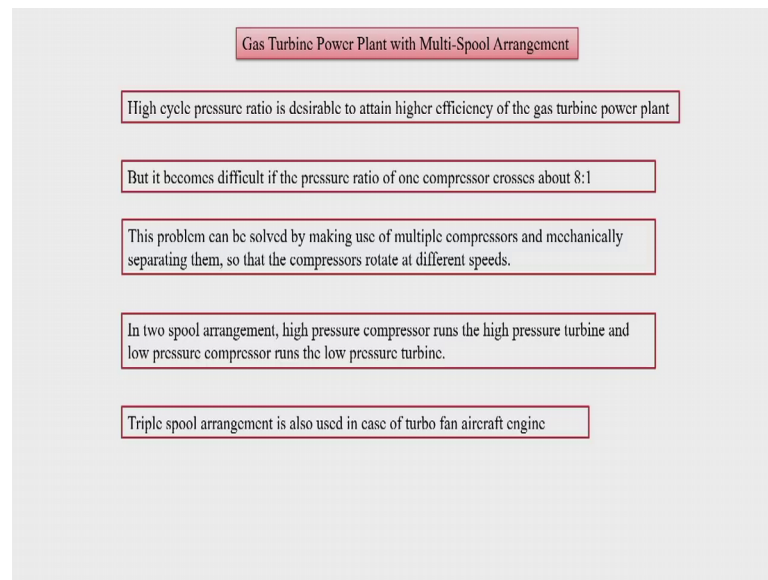 Gas Turbine Power Plant with Multi-Spool Arrangement
High cycle pressure ratio is desirable to attain higher efficiency of the gas turbine power plant
But it becomes difficult if the pressure ratio of one compressor crosses about 8:1
This problem can be solved by making use of multiple compressors and mechanically
separating them, so that the compressors rotate at different speeds.
In two spool arrangement, high pressure compressor runs the high pressure turbine and
low pressure compressor runs the low pressure turbine.
Triple spool arrangement is also used in case of turbo fan aircraft engine